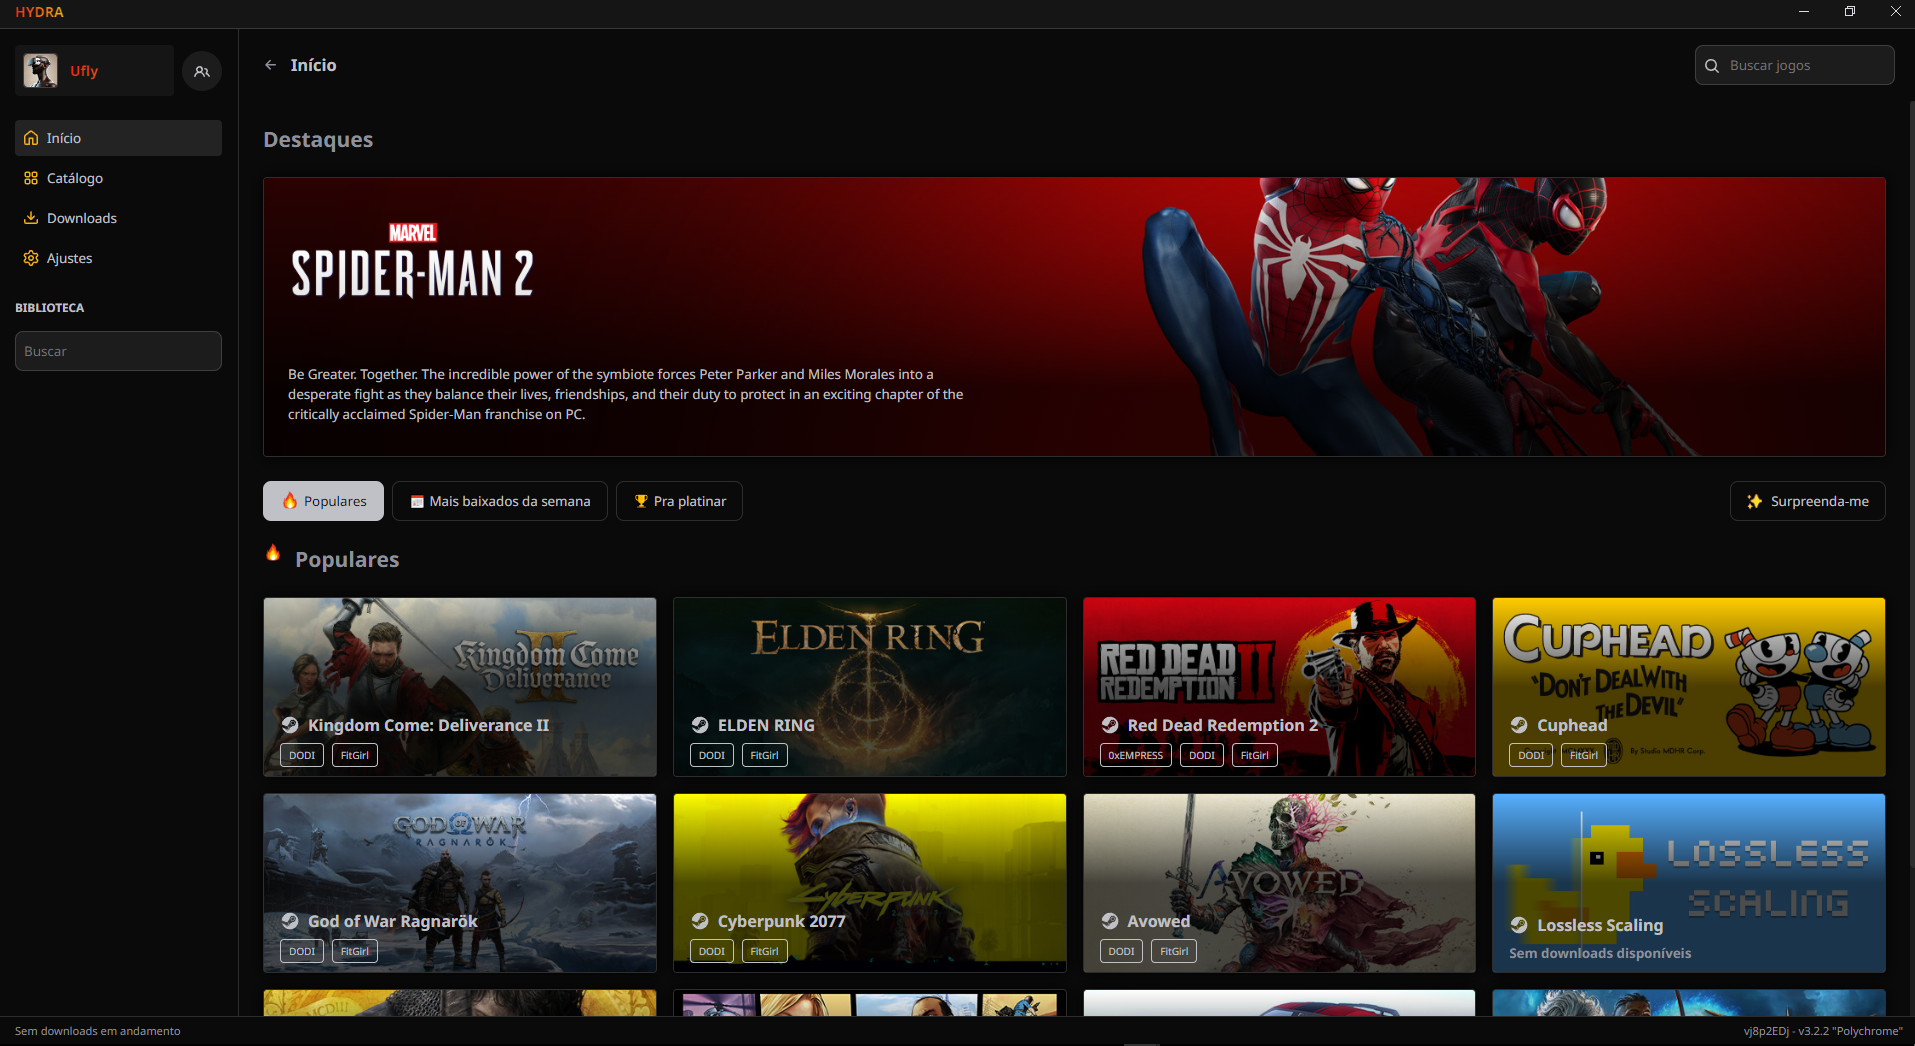 HYDRA
Ufly
Início
Catálogo
Downloads
Ajustes
BIBLIOTECA
Buscar
Início
Buscar jogos
Destaques
MARVEL
SPIDER-MAN 2
Be Greater. Together. The incredible power of the symbiote forces Peter Parker and Miles Morales into a
desperate fight as they balance their lives, friendships, and their duty to protect in an exciting chapter of the
critically acclaimed Spider-Man franchise on PC.
Populares
Mais baixados da semana
Pra platinar
Surpreenda-me
Populares
Kingdom Come
Deliverance
II
Kingdom Come: Deliverance II
DODI
FitGirl
ELDEN RING
ELDEN RING
DODI
FitGirl
RED DEAD
REDEMPTION II
Red Dead Redemption 2
0xEMPRESS
DODI
FitGirl
CUPHEAD
"DON'T DEAL WITH
THE DEVIL"
Cuphead
By Studio MDHR Corp.
DODI
FitGirl
GOD OF WAR
RAGNARÖK
God of War Ragnarök
DODI
FitGirl
CYBERPUNK
Cyberpunk 2077
DODI
FitGirl
AVOWED
Avowed
DODI
FitGirl
LOSSLESS
SCALING
Lossless Scaling
Sem downloads disponíveis
Sem downloads em andamento
vj8p2EDj - v3.2.2 "Polychrome"